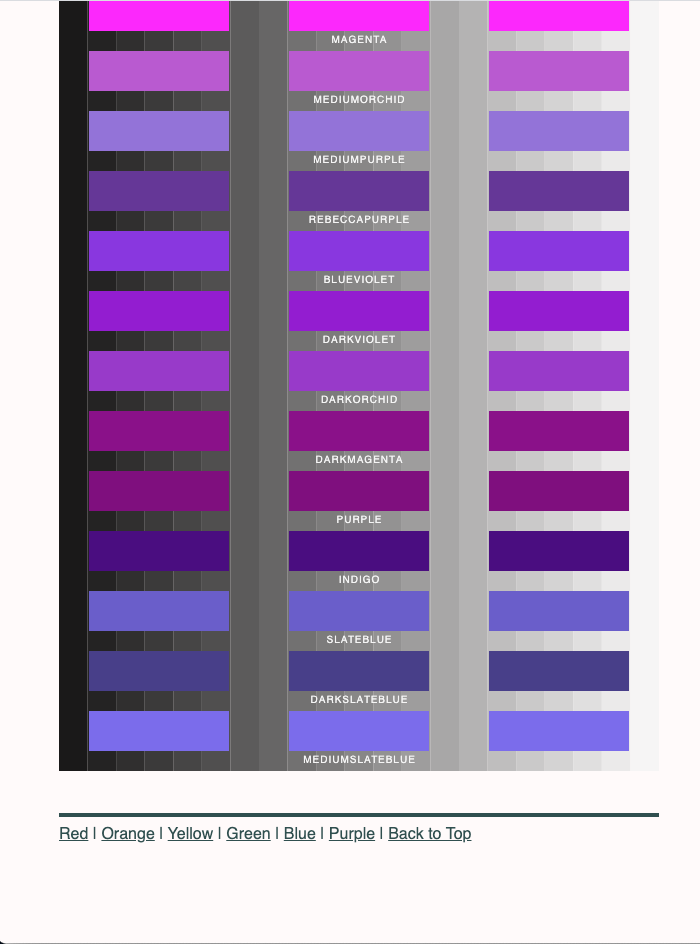 MAGENTA
MEDIUMORCHID
MEDIUMPURPLE
REBECCAPURPLE
BLUEVIOLET
DARKVIOLET
DARKORCHID
DARKMAGENTA
PURPLE
INDIGO
SLATEBLUE
DARKSLATEBLUE
MEDIUMSLATEBLUE
Red | Orange | Yellow | Green | Blue | Purple | Back to Top